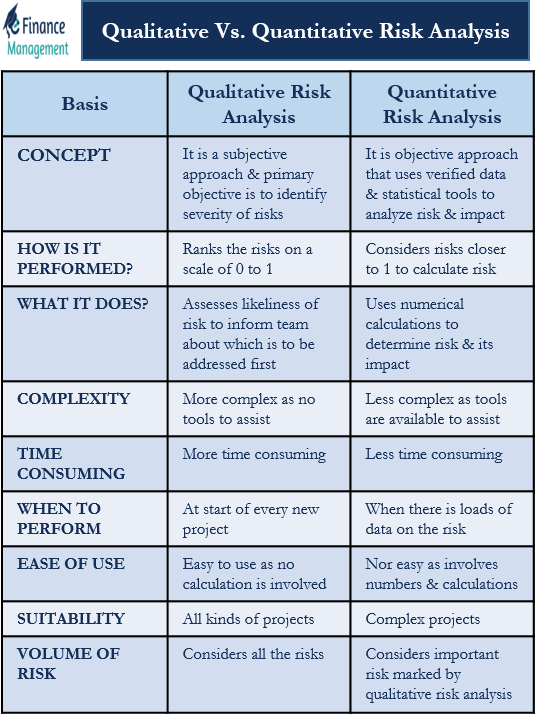 eFinance
Management
Qualitative Vs. Quantitative Risk Analysis
Basis
Qualitative Risk
Analysis
Quantitative
Risk Analysis
CONCEPT
It is a subjective
approach & primary
objective is to identify
severity of risks
It is objective approach
that uses verified data
& statistical tools to
analyze risk & impact
HOW IS IT
PERFORMED?
Ranks the risks on a
scale of 0 to 1
Considers risks closer
to 1 to calculate risk
WHAT IT DOES?
Assesses likeliness of
risk to inform team
about which is to be
addressed first
Uses numerical
calculations to
determine risk & its
impact
COMPLEXITY
More complex as no
tools to assist
Less complex as tools
are available to assist
TIME
CONSUMING
More time consuming
Less time consuming
WHEN TO
PERFORM
At start of every new
project
When there is loads of
data on the risk
EASE OF USE
Easy to use as no
calculation is involved
Nor easy as involves
numbers & calculations
SUITABILITY
All kinds of projects
Complex projects
VOLUME OF
RISK
Considers all the risks
Considers important
risk marked by
qualitative risk analysis